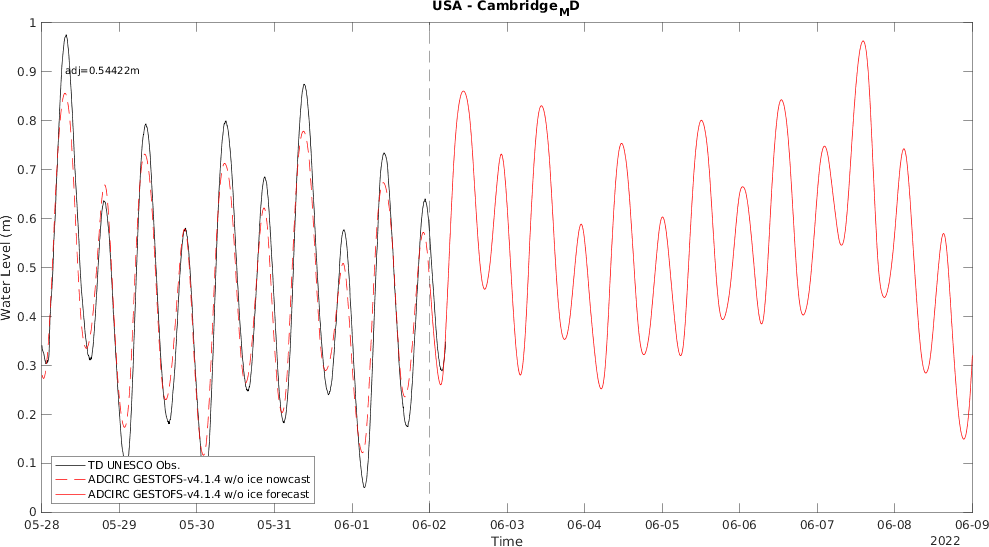 USA - Cambridge_MD
1
0.9
0.8
0.7
0.6
0.5
0.4
0.3
0.2
0.1
0
Water Level (m)
adj=0.54422m
TD UNESCO Obs.
ADCIRC GESTOFS-v4.1.4 w/o ice nowcast
ADCIRC GESTOFS-v4.1.4 w/o ice forecast
05-28 05-29 05-30 05-31 06-01 06-02 06-03 06-04 06-05 06-06 06-07 06-08 06-09
Time
2022